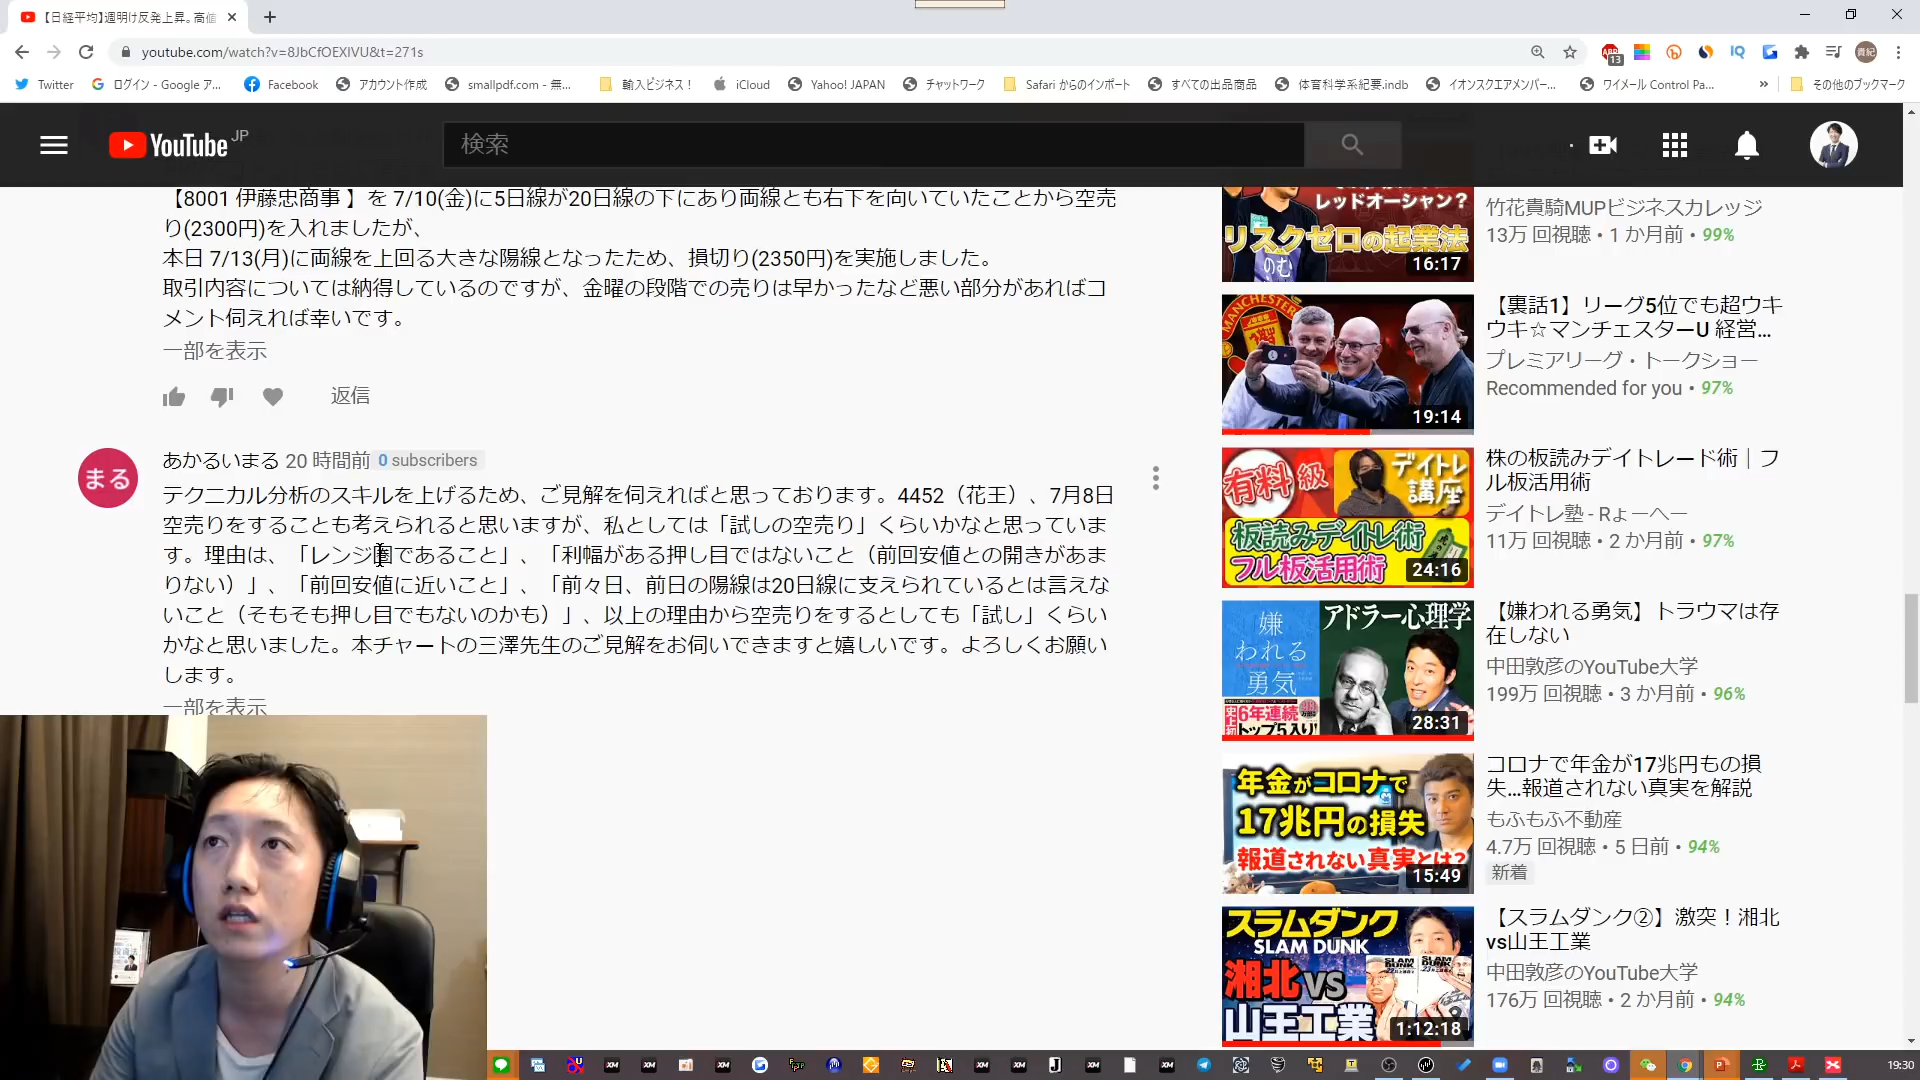 【日経平均】週明け反発上昇。高値
youtube.com/watch?v=8JbCfOEXIVU&t=271s
13
IQ
貴紀
Twitter
ログイン - Google ア...
Facebook
アカウント作成
smallpdf.com - 無...
輸入ビジネス！
iCloud
Yahoo! JAPAN
チャットワーク
Safari からのインポート
すべての出品商品
体育科学系紀要.indb
イオンスクエアメンバー...
ワイメール Control Pa...
»
その他のブックマーク
YouTube JP
検索
【8001 伊藤忠商事 】を 7/10(金)に5日線が20日線の下にあり両線とも右下を向いていたことから空売
り(2300円)を入れましたが、
本日 7/13(月)に両線を上回る大きな陽線となったため、損切り(2350円)を実施しました。
取引内容については納得しているのですが、金曜の段階での売りは早かったなど悪い部分があればコ
メント伺えれば幸いです。
一部を表示
返信
まる
あかるいまる 20 時間前 0 subscribers
テクニカル分析のスキルを上げるため、ご見解を伺えればと思っております。4452（花王）、7月8日
空売りをすることも考えられると思いますが、私としては「試しの空売り」くらいかなと思っていま
す。理由は、「レンジ圏であること」、「利幅がある押し目ではないこと（前回安値との開きがあま
りない）」、「前回安値に近いこと」、「前々日、前日の陽線は20日線に支えられているとは言えな
いこと（そもそも押し目でもないのかも）」、以上の理由から空売りをするとしても「試し」くらい
かなと思いました。本チャートの三澤先生のご見解をお伺いできますと嬉しいです。よろしくお願い
します。
一部を表示
レッドオーシャン？
リスクゼロの起業法
のむ
16:17
竹花貴騎MUPビジネスカレッジ
13万 回視聴・1 か月前・99%
MANCHESTER
19:14
【裏話1】リーグ5位でも超ウキ
ウキ☆マンチェスターU 経営...
プレミアリーグ・トークショー
Recommended for you・97%
有料級
デイトレ
講座
板読みデイトレ術
フル板活用術
24:16
株の板読みデイトレード術｜フ
ル板活用術
デイトレ塾 - Rょーへー
11万 回視聴・2 か月前・97%
嫌
われる
勇気
アドラー心理学
6年連続
トップ5入り!
28:31
【嫌われる勇気】トラウマは存
在しない
中田敦彦のYouTube大学
199万 回視聴・3 か月前・96%
年金がコロナで
17兆円の損失
報道されない真実とは?
15:49
コロナで年金が17兆円もの損
失...報道されない真実を解説
もふもふ不動産
4.7万 回視聴・5 日前・94%
新着
スラムダンク
SLAM DUNK
湘北VS
山王工業
1:12:18
【スラムダンク②】激突！湘北
vs山王工業
中田敦彦のYouTube大学
176万 回視聴・2 か月前・94%
19:30